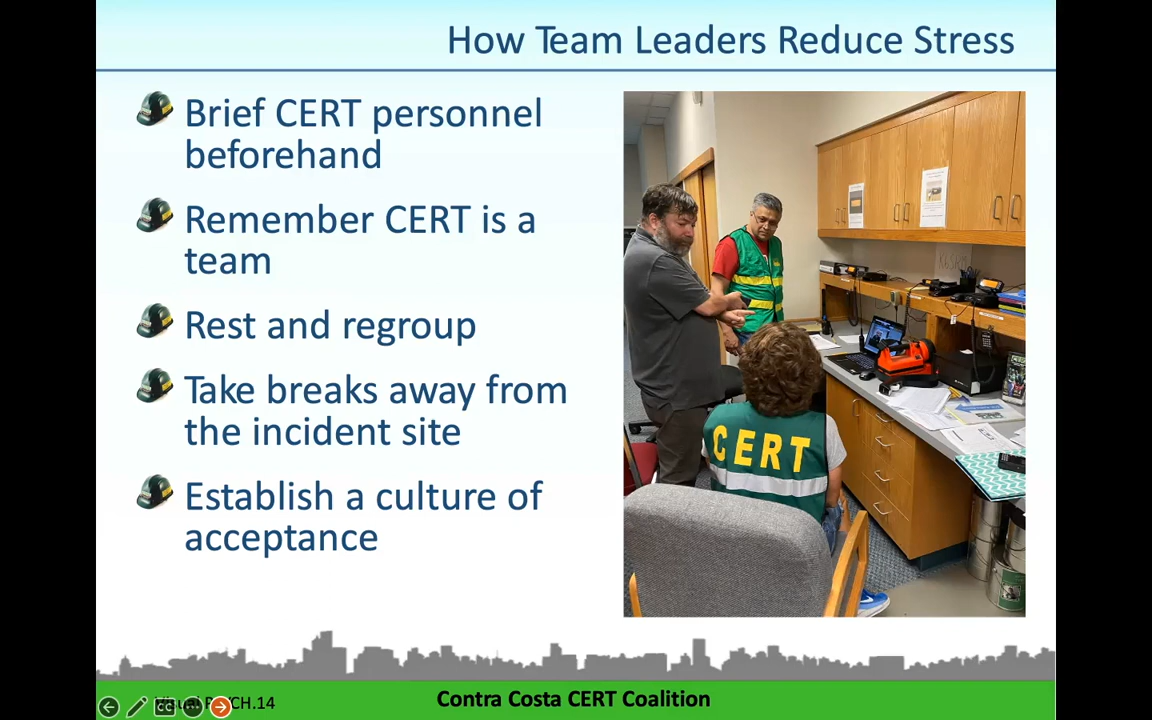 How Team Leaders Reduce Stress
Brief CERT personnel
beforehand
Remember CERT is a
team
Rest and regroup
Take breaks away from
the incident site
Establish a culture of
acceptance
CERT
Contra Costa CERT Coalition
CC